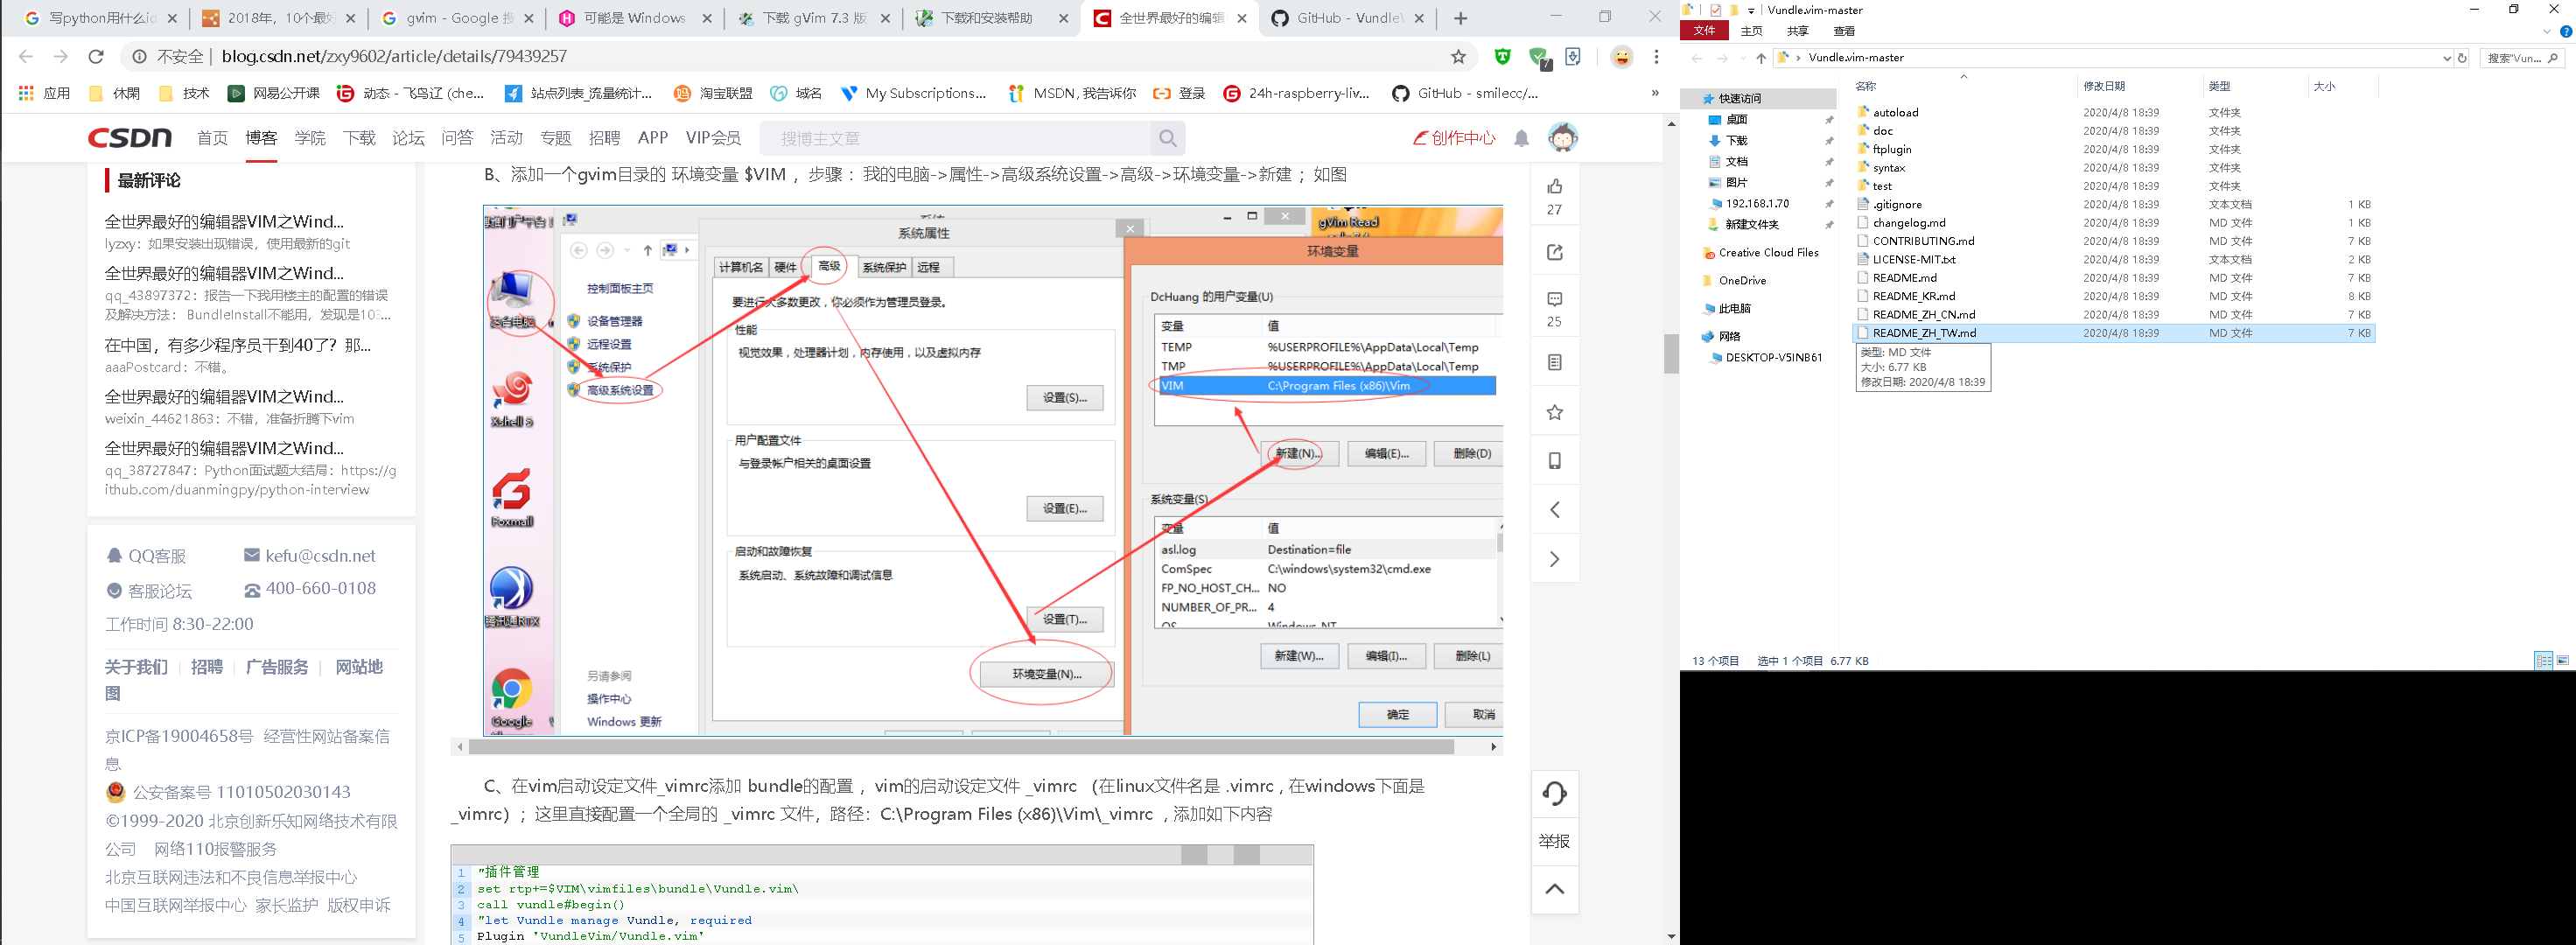 写python用什么id
2018年，10个最好
gvim - Google 搜
可能是 Windows
下载 gVim 7.3 版
下载和安装帮助
全世界最好的编辑
GitHub - Vundle
不安全 | blog.csdn.net/zxy9602/article/details/79439257
应用
休閑
技术
网易公开课
动态 - 飞鸟辽 (che...
站点列表_流量统计...
淘宝联盟
域名
My Subscriptions...
MSDN, 我告诉你
登录
24h-raspberry-liv...
GitHub - smilecc/...
»
CSDN
首页 博客 学院 下载 论坛 问答 活动 专题 招聘 APP VIP会员
搜博主文章
创作中心
最新评论
全世界最好的编辑器VIM之Wind...
lyzxy：如果安装出现错误，使用最新的git
全世界最好的编辑器VIM之Wind...
qq_43897372：报告一下我用楼主的配置的错误
及解决方法： BundleInstall不能用，发现是103...
在中国，有多少程序员干到40了？那...
aaaPostcard：不错。
全世界最好的编辑器VIM之Wind...
weixin_44621863：不错，准备折腾下vim
全世界最好的编辑器VIM之Wind...
qq_38727847：Python面试题大结局：https://g
ithub.com/duanmingpy/python-interview
QQ客服
kefu@csdn.net
客服论坛
400-660-0108
工作时间 8:30-22:00
关于我们 | 招聘 | 广告服务 | 网站地
图
京ICP备19004658号 经营性网站备案信
息
公安备案号 11010502030143
©1999-2020 北京创新乐知网络技术有限
公司 网络110报警服务
北京互联网违法和不良信息举报中心
中国互联网举报中心 家长监护 版权申诉
B、添加一个gvim目录的 环境变量 $VIM ，步骤 ：我的电脑->属性->高级系统设置->高级->环境变量->新建 ；如图
Xshell 5
Foxmail
腾讯通RTX
Google
控制面板主页
设备管理器
远程设置
系统保护
高级系统设置
另请参阅
操作中心
Windows 更新
系统属性
计算机名 硬件 高级 系统保护 远程
要进行大多数更改，你必须作为管理员登录。
性能
视觉效果，处理器计划，内存使用，以及虚拟内存
设置(S)...
用户配置文件
与登录帐户相关的桌面设置
设置(E)...
启动和故障恢复
系统启动、系统故障和调试信息
设置(T)...
环境变量(N)...
gVim Read
环境变量
DcHuang 的用户变量(U)
变量 值
TEMP %USERPROFILE%\AppData\Local\Temp
TMP %USERPROFILE%\AppData\Local\Temp
VIM C:\Program Files (x86)\Vim
新建(N)... 编辑(E)... 删除(D)
系统变量(S)
变量 值
asl.log Destination=file
ComSpec C:\windows\system32\cmd.exe
FP_NO_HOST_CH... NO
NUMBER_OF_PR... 4
OS Windows_NT
新建(W)... 编辑(I)... 删除(L)
确定 取消
C、在vim启动设定文件_vimrc添加 bundle的配置 ，vim的启动设定文件 _vimrc （在linux文件名是 .vimrc , 在windows下面是
_vimrc）；这里直接配置一个全局的 _vimrc 文件，路径：C:\Program Files (x86)\Vim\_vimrc ，添加如下内容
1 "插件管理
2 set rtp+=$VIM\vimfiles\bundle\Vundle.vim\
3 call vundle#begin()
4 "let Vundle manage Vundle, required
5 Plugin 'VundleVim/Vundle.vim'
27
25
举报
Vundle.vim-master
文件 主页 共享 查看
Vundle.vim-master
搜索"Vun...
快速访问
桌面
下载
文档
图片
192.168.1.70
新建文件夹
Creative Cloud Files
OneDrive
此电脑
网络
DESKTOP-V5INB61
名称 修改日期 类型 大小
autoload 2020/4/8 18:39 文件夹
doc 2020/4/8 18:39 文件夹
ftplugin 2020/4/8 18:39 文件夹
syntax 2020/4/8 18:39 文件夹
test 2020/4/8 18:39 文件夹
.gitignore 2020/4/8 18:39 文本文档 1 KB
changelog.md 2020/4/8 18:39 MD 文件 1 KB
CONTRIBUTING.md 2020/4/8 18:39 MD 文件 7 KB
LICENSE-MIT.txt 2020/4/8 18:39 文本文档 2 KB
README.md 2020/4/8 18:39 MD 文件 7 KB
README_KR.md 2020/4/8 18:39 MD 文件 8 KB
README_ZH_CN.md 2020/4/8 18:39 MD 文件 7 KB
README_ZH_TW.md 2020/4/8 18:39 MD 文件 7 KB
类型: MD 文件
大小: 6.77 KB
修改日期: 2020/4/8 18:39
13 个项目 选中 1 个项目 6.77 KB